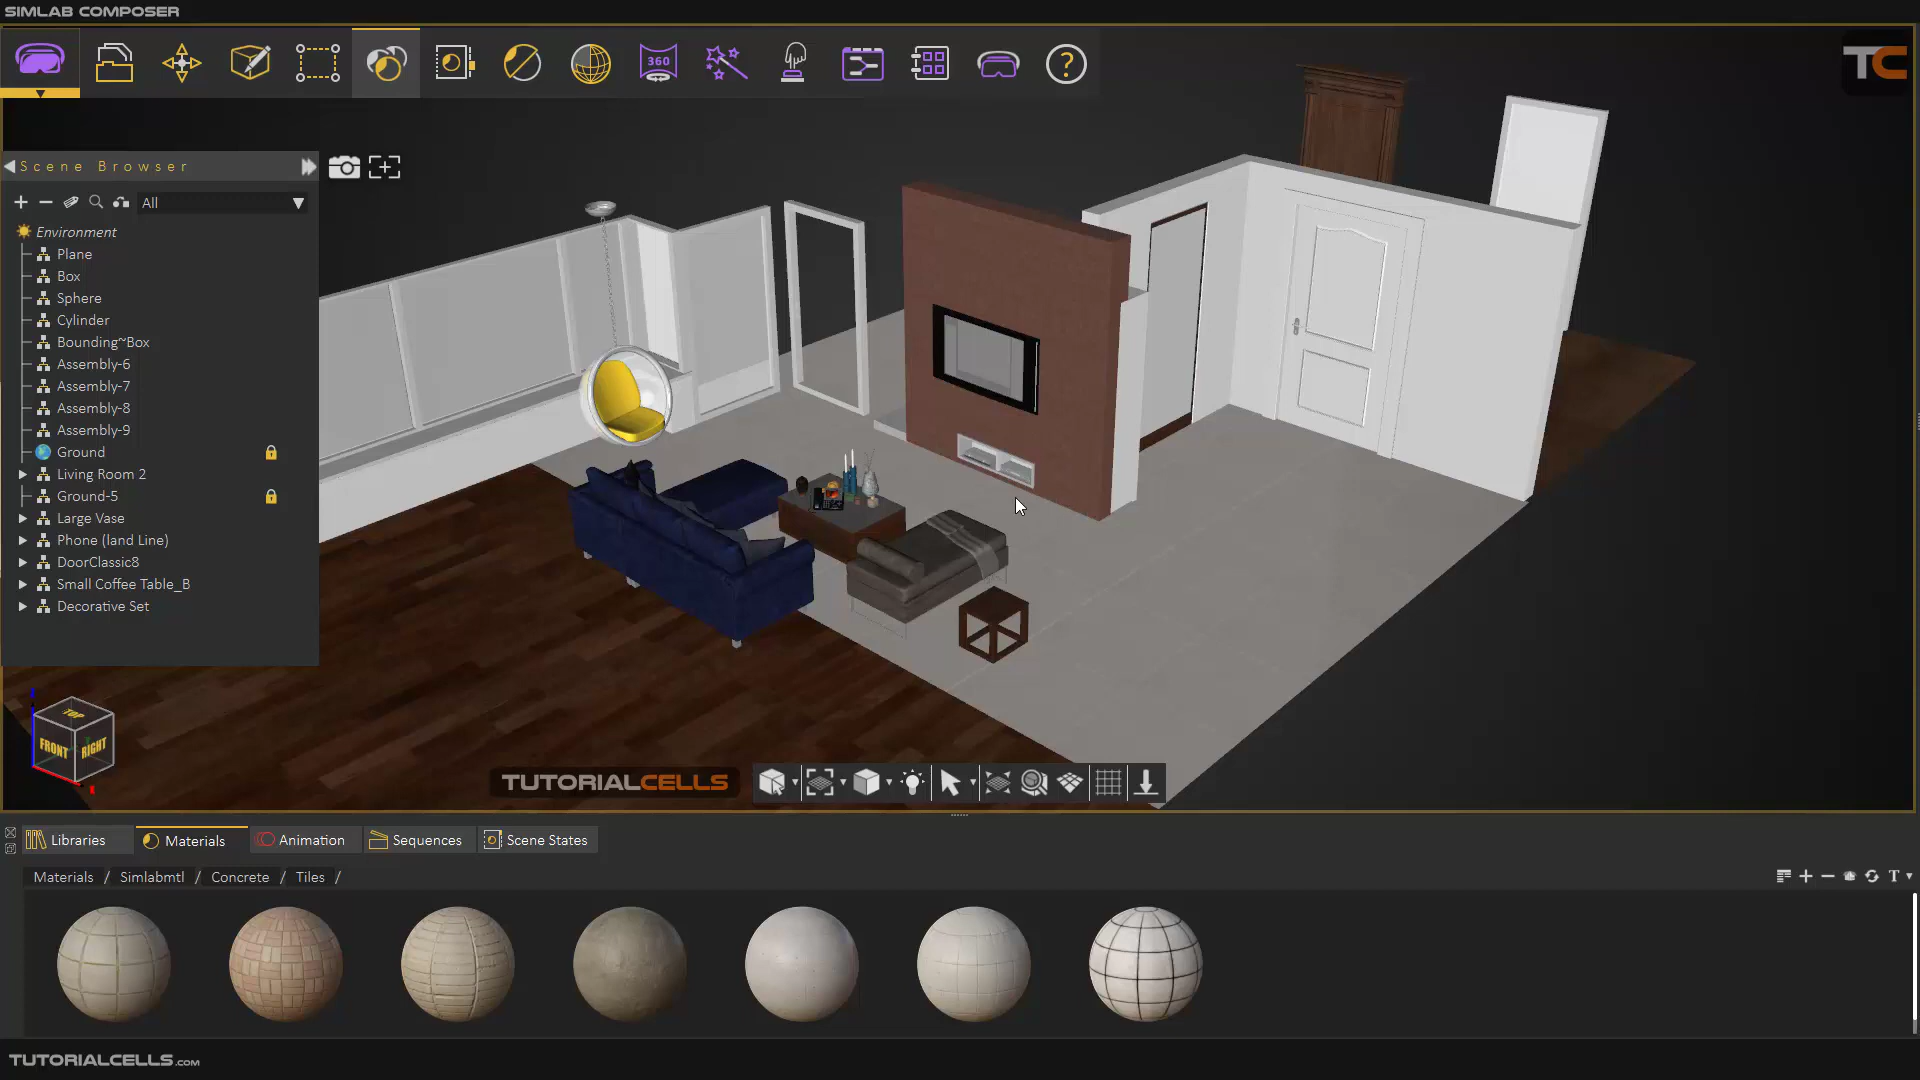 SIMLAB COMPOSER
360
?
TC
Scene Browser
All
Environment
Plane
Box
Sphere
Cylinder
Bounding~Box
Assembly-6
Assembly-7
Assembly-8
Assembly-9
Ground
Living Room 2
Ground-5
Large Vase
Phone (land Line)
DoorClassic8
Small Coffee Table_B
Decorative Set
TOP
FRONT
RIGHT
x
TUTORIALCELLS
Libraries
Materials
Animation
Sequences
Scene States
Materials / Simlabmtl / Concrete / Tiles /
T
TUTORIALCELLS.COM